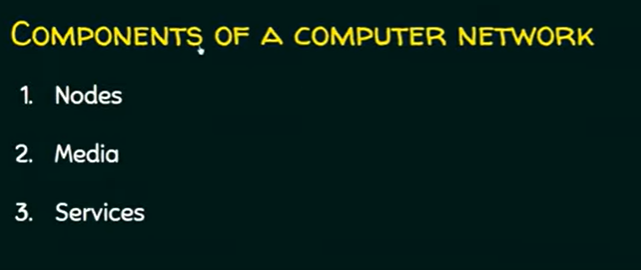 Components of a computer network
1. Nodes
2. Media
3. Services